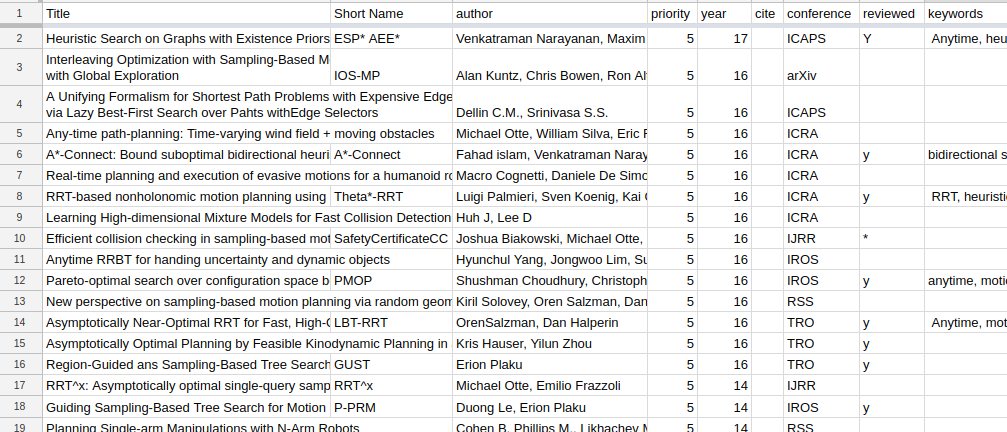 1 Title Short Name author priority year cite conference reviewed keywords
2 Heuristic Search on Graphs with Existence Priors ESP* AEE* Venkatraman Narayanan, Maxim 5 17 ICAPS Y Anytime, heu
Interleaving Optimization with Sampling-Based M
3 with Global Exploration IOS-MP Alan Kuntz, Chris Bowen, Ron Al 5 16 arXiv
A Unifying Formalism for Shortest Path Problems with Expensive Edge
4 via Lazy Best-First Search over Pahts withEdge Selectors Dellin C.M., Srinivasa S.S. 5 16 ICAPS
5 Any-time path-planning: Time-varying wind field + moving obstacles Michael Otte, William Silva, Eric F 5 16 ICRA
6 A*-Connect: Bound suboptimal bidirectional heuri A*-Connect Fahad islam, Venkatraman Naray 5 16 ICRA y bidirectional s
7 Real-time planning and execution of evasive motions for a humanoid ro Macro Cognetti, Daniele De Simo 5 16 ICRA
8 RRT-based nonholonomic motion planning using Theta*-RRT Luigi Palmieri, Sven Koenig, Kai 5 16 ICRA y RRT, heuristi
9 Learning High-dimensional Mixture Models for Fast Collision Detection Huh J, Lee D 5 16 ICRA
10 Efficient collision checking in sampling-based mot SafetyCertificateCC Joshua Biakowski, Michael Otte, 5 16 IJRR *
11 Anytime RRBT for handing uncertainty and dynamic objects Hyunchul Yang, Jongwoo Lim, Su 5 16 IROS
12 Pareto-optimal search over configuration space b PMOP Shushman Choudhury, Christoph 5 16 IROS y anytime, moti
13 New perspective on sampling-based motion planning via random geom Kiril Solovey, Oren Salzman, Dan 5 16 RSS
14 Asymptotically Near-Optimal RRT for Fast, High- LBT-RRT OrenSalzman, Dan Halperin 5 16 TRO y Anytime, mot
15 Asymptotically Optimal Planning by Feasible Kinodynamic Planning in Kris Hauser, Yilun Zhou 5 16 TRO y
16 Region-Guided ans Sampling-Based Tree Search GUST Erion Plaku 5 16 TRO y
17 RRT^x: Asymptotically optimal single-query samp RRT^x Michael Otte, Emilio Frazzoli 5 14 IJRR
18 Guiding Sampling-Based Tree Search for Motion P-PRM Duong Le, Erion Plaku 5 14 IROS y
19 Planning Single-arm Manipulations with N-Arm Robots Cohen B, Phillips M., Likhachev M 5 14 RSS